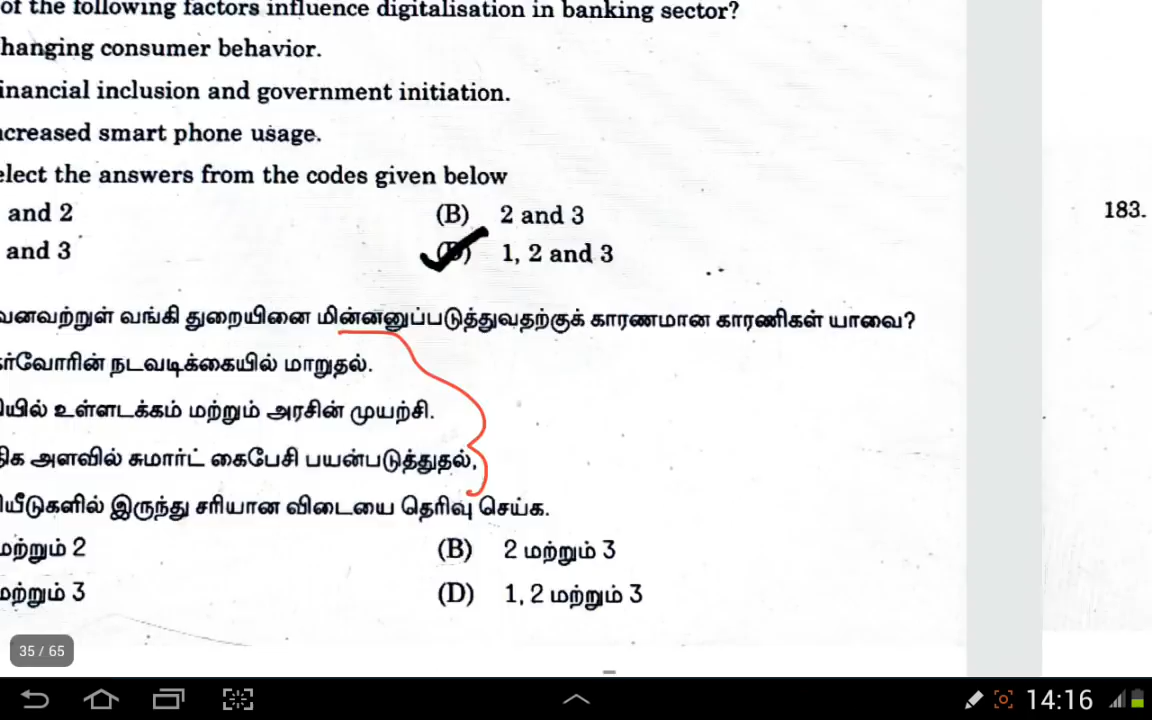 of the following factors influence digitalisation in banking sector?
hanging consumer behavior.
inancial inclusion and government initiation.
ncreased smart phone usage.
elect the answers from the codes given below
and 2
(B) 2 and 3
183.
and 3
(D) 1, 2 and 3
வனவற்றுள் வங்கி துறையினை மின்னனுப்படுத்துவதற்குக் காரணமான காரணிகள் யாவை?
ர்வோரின் நடவடிக்கையில் மாறுதல்.
யில் உள்ளடக்கம் மற்றும் அரசின் முயற்சி.
திக அளவில் சுமார்ட் கைபேசி பயன்படுத்துதல்,
யீடுகளில் இருந்து சரியான விடையை தெரிவு செய்க.
மற்றும் 2
(B) 2 மற்றும் 3
மற்றும் 3
(D) 1, 2 மற்றும் 3
35 / 65
14:16